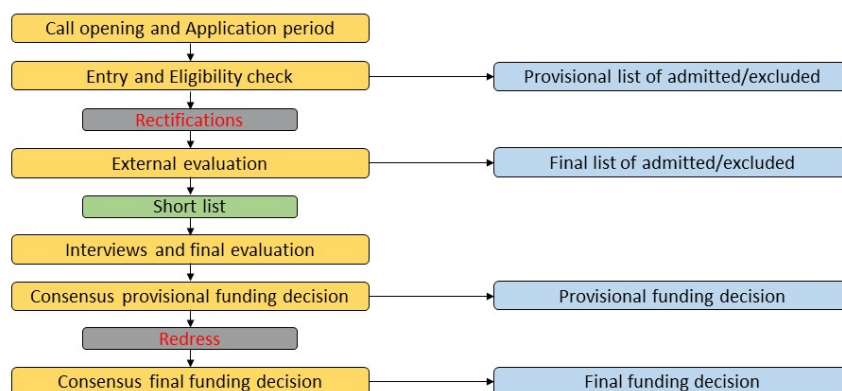 Call opening and Application period
Entry and Eligibility check
Provisional list of admitted/excluded
Rectifications
External evaluation
Final list of admitted/excluded
Short list
Interviews and final evaluation
Consensus provisional funding decision
Provisional funding decision
Redress
Consensus final funding decision
Final funding decision